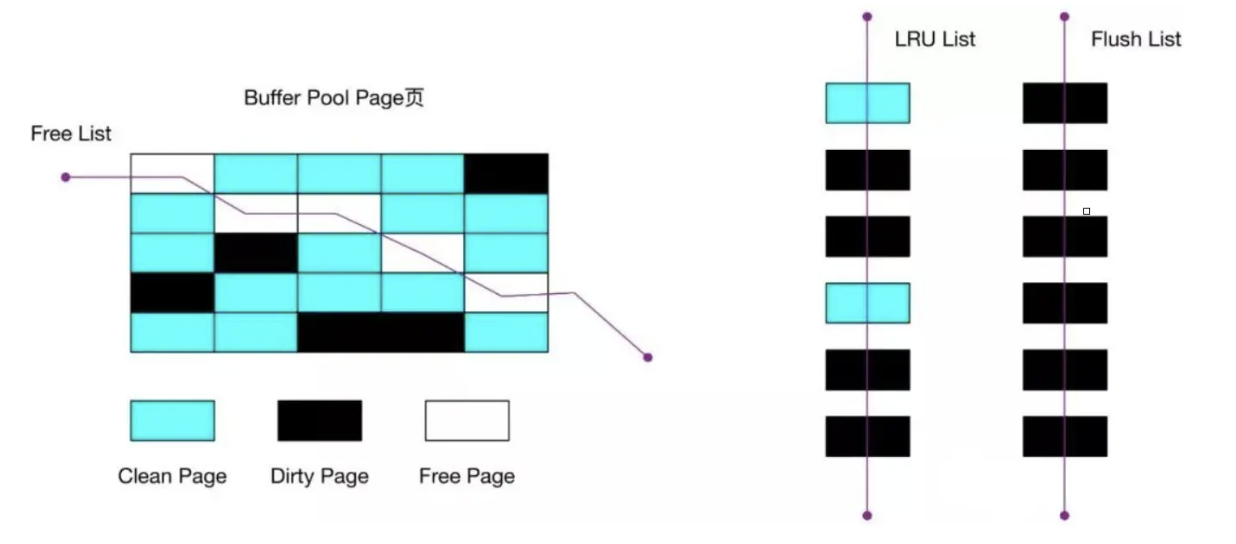 Buffer Pool Page页
Free List
Clean Page
Dirty Page
Free Page
LRU List
Flush List